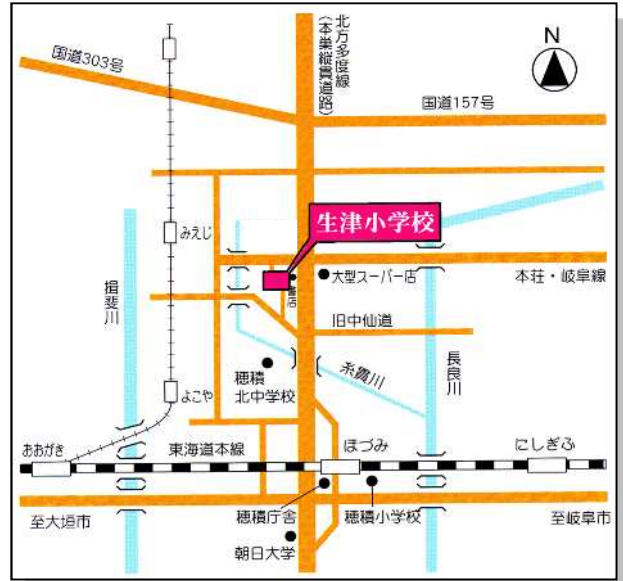 国道303号
北方多度線
(本巣縦貫道路)
N
国道157号
生津小学校
みえじ
大型スーパー店
書店
本荘・岐阜線
揖斐川
旧中仙道
糸貫川
長良川
穂積
北中学校
よこや
おおがき
東海道本線
ほづみ
にしぎふ
至大垣市
穂積庁舎
穂積小学校
至岐阜市
朝日大学